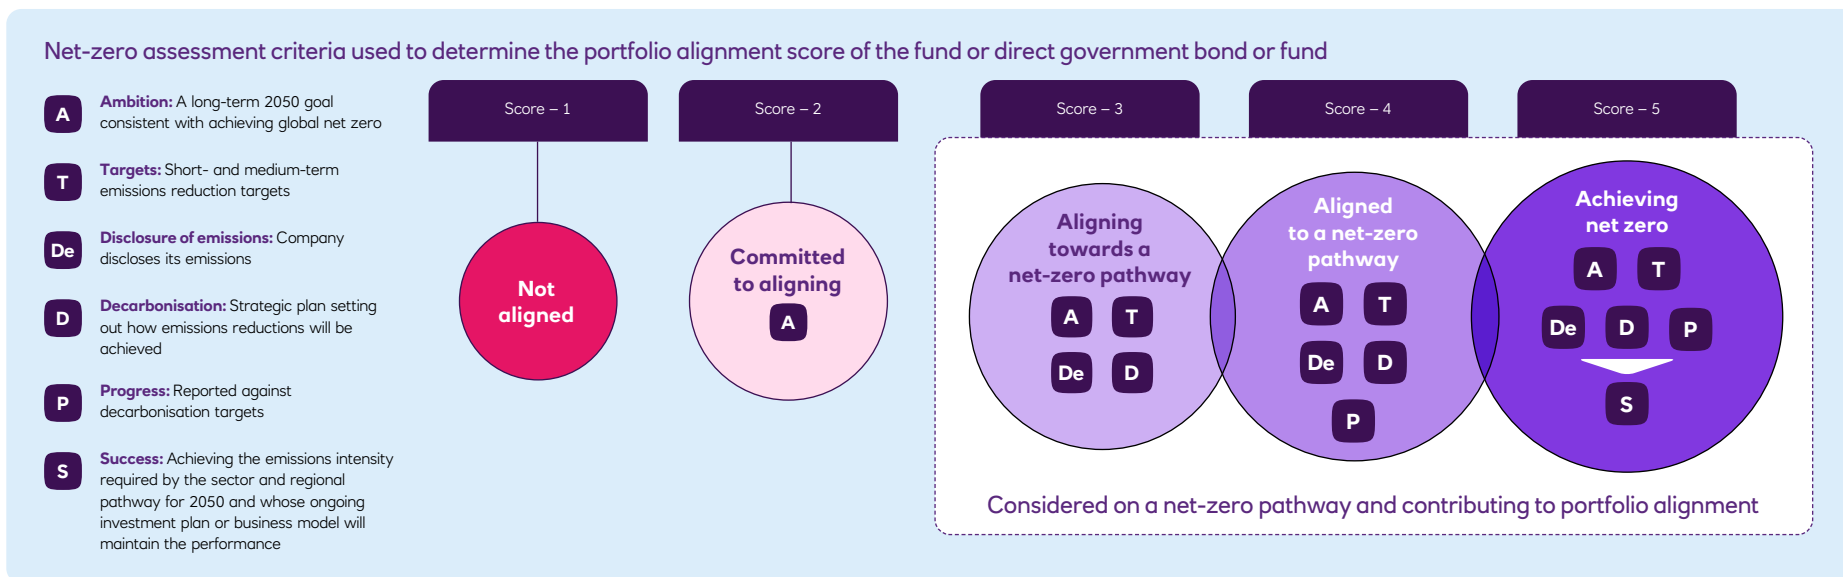 Net-zero assessment criteria used to determine the portfolio alignment score of the fund or direct government bond or fund
A
Ambition: A long-term 2050 goal
consistent with achieving global net zero
T
Targets: Short- and medium-term
emissions reduction targets
De
Disclosure of emissions: Company
discloses its emissions
D
Decarbonisation: Strategic plan setting
out how emissions reductions will be
achieved
P
Progress: Reported against
decarbonisation targets
S
Success: Achieving the emissions intensity
required by the sector and regional
pathway for 2050 and whose ongoing
investment plan or business model will
maintain the performance
Score – 1
Not
aligned
Score – 2
Committed
to aligning
A
Score – 3
Aligning
towards a
net-zero pathway
A T
De D
Score – 4
Aligned
to a net-zero
pathway
A T
De D
P
Score – 5
Achieving
net zero
A T
De D P
S
Considered on a net-zero pathway and contributing to portfolio alignment